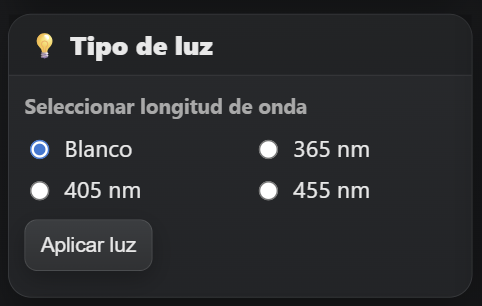 Tipo de luz
Seleccionar longitud de onda
Blanco 365 nm
405 nm 455 nm
Aplicar luz